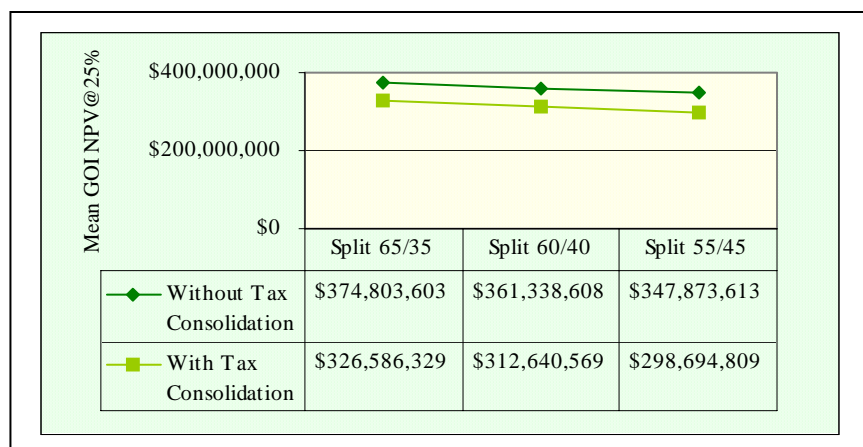 Mean GOI NPV@25%
$400,000,000
$200,000,000
$0
Split 65/35 Split 60/40 Split 55/45
Without Tax
Consolidation $374,803,603 $361,338,608 $347,873,613
With Tax
Consolidation $326,586,329 $312,640,569 $298,694,809